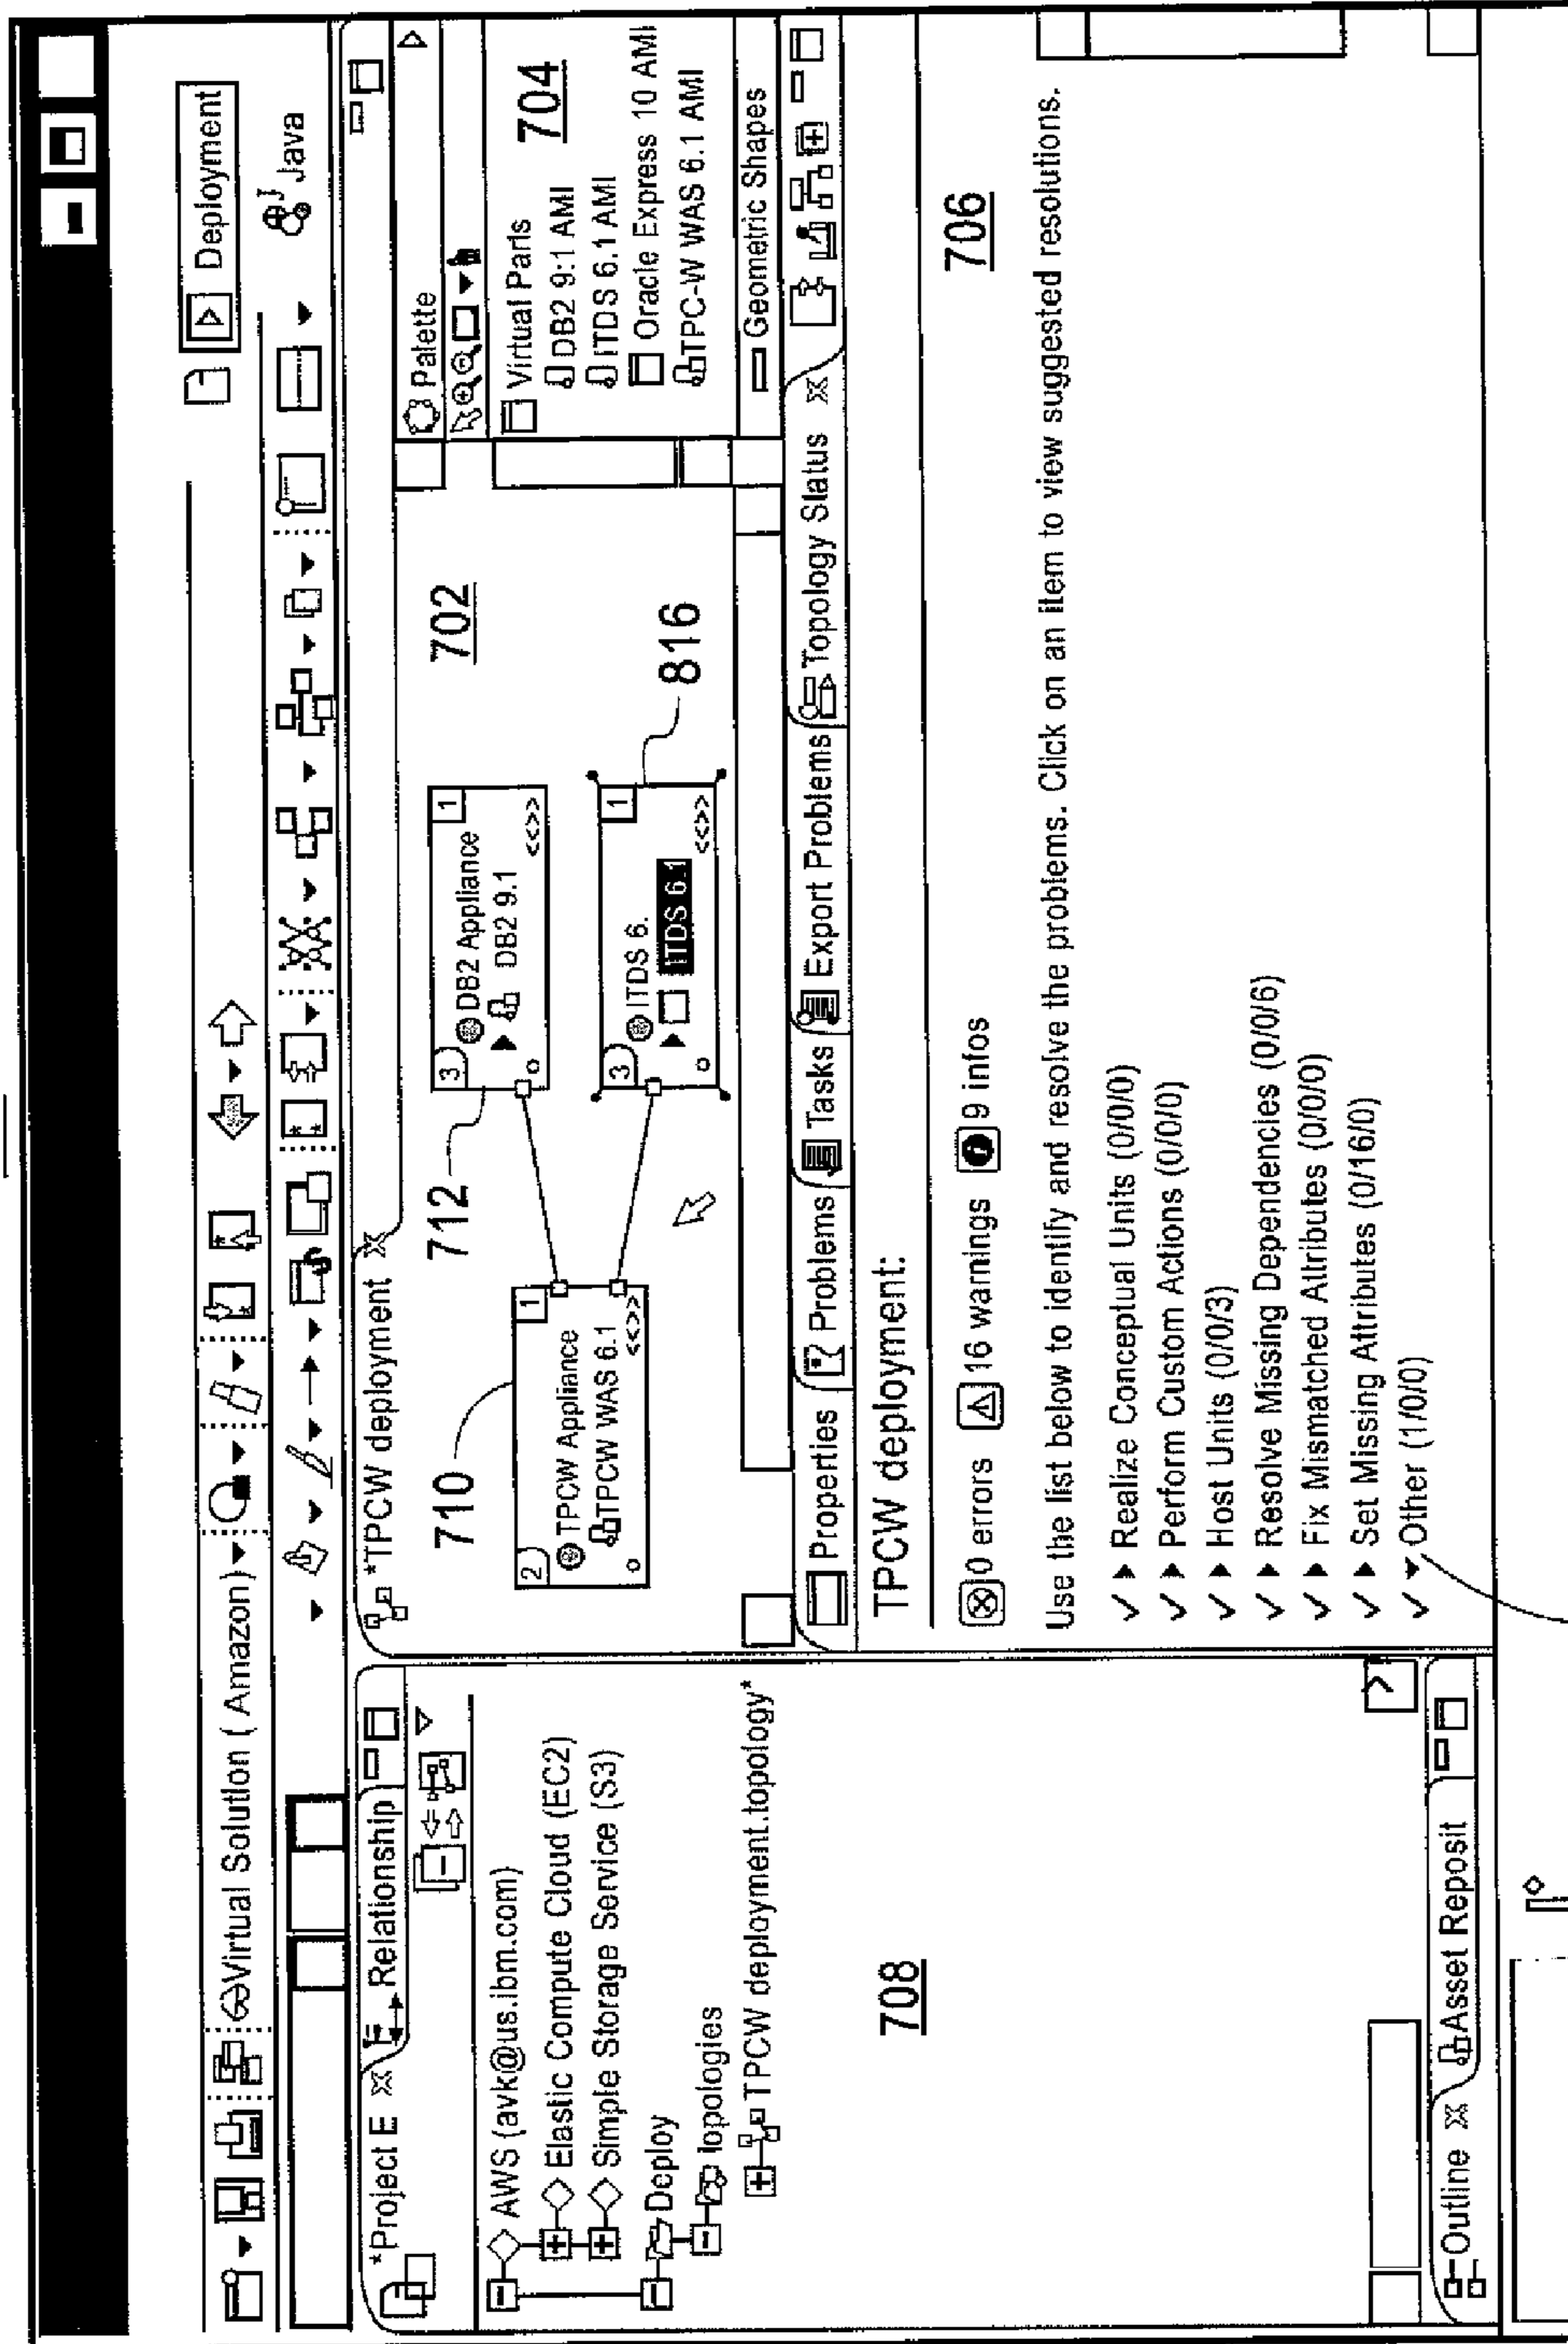 Virtual Solution ( Amazon)
Deployment
Java
*Project E
Relationship
AWS (avk@us.ibm.com)
Elastic Compute Cloud (EC2)
Simple Storage Service (S3)
Deploy
topologies
TPCW deployment.topology*
708
Outline
Asset Reposit
*TPCW deployment
710
2
1
TPCW Appliance
TPCW WAS 6.1
<<>>
712
3
1
DB2 Appliance
DB2 9.1
<<>>
702
3
1
ITDS 6.
ITDS 6.1
<<>>
816
Palette
Virtual Parts
704
DB2 9:1 AMI
ITDS 6.1 AMI
Oracle Express 10 AMI
TPC-W WAS 6.1 AMI
Geometric Shapes
Properties
Problems
Tasks
Export Problems
Topology Status
TPCW deployment:
0 errors 16 warnings 9 infos
706
Use the list below to identify and resolve the problems. Click on an item to view suggested resolutions.
Realize Conceptual Units (0/0/0)
Perform Custom Actions (0/0/0)
Host Units (0/0/3)
Resolve Missing Dependencies (0/0/6)
Fix Mismatched Attributes (0/0/0)
Set Missing Attributes (0/16/0)
Other (1/0/0)